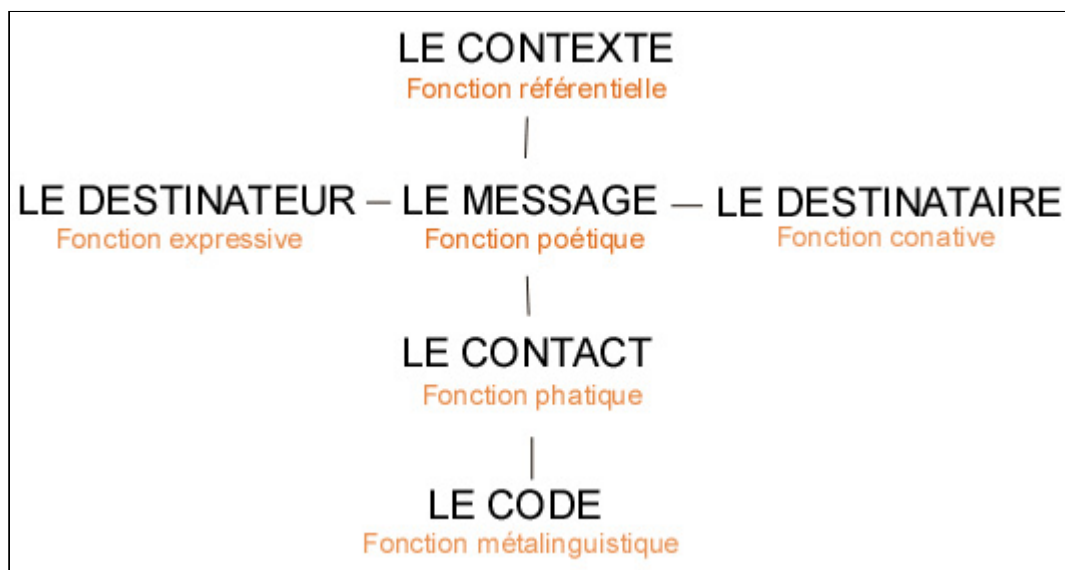 LE CONTEXTE
Fonction référentielle
LE DESTINATEUR – LE MESSAGE – LE DESTINATAIRE
Fonction expressive Fonction poétique Fonction conative
LE CONTACT
Fonction phatique
LE CODE
Fonction métalinguistique